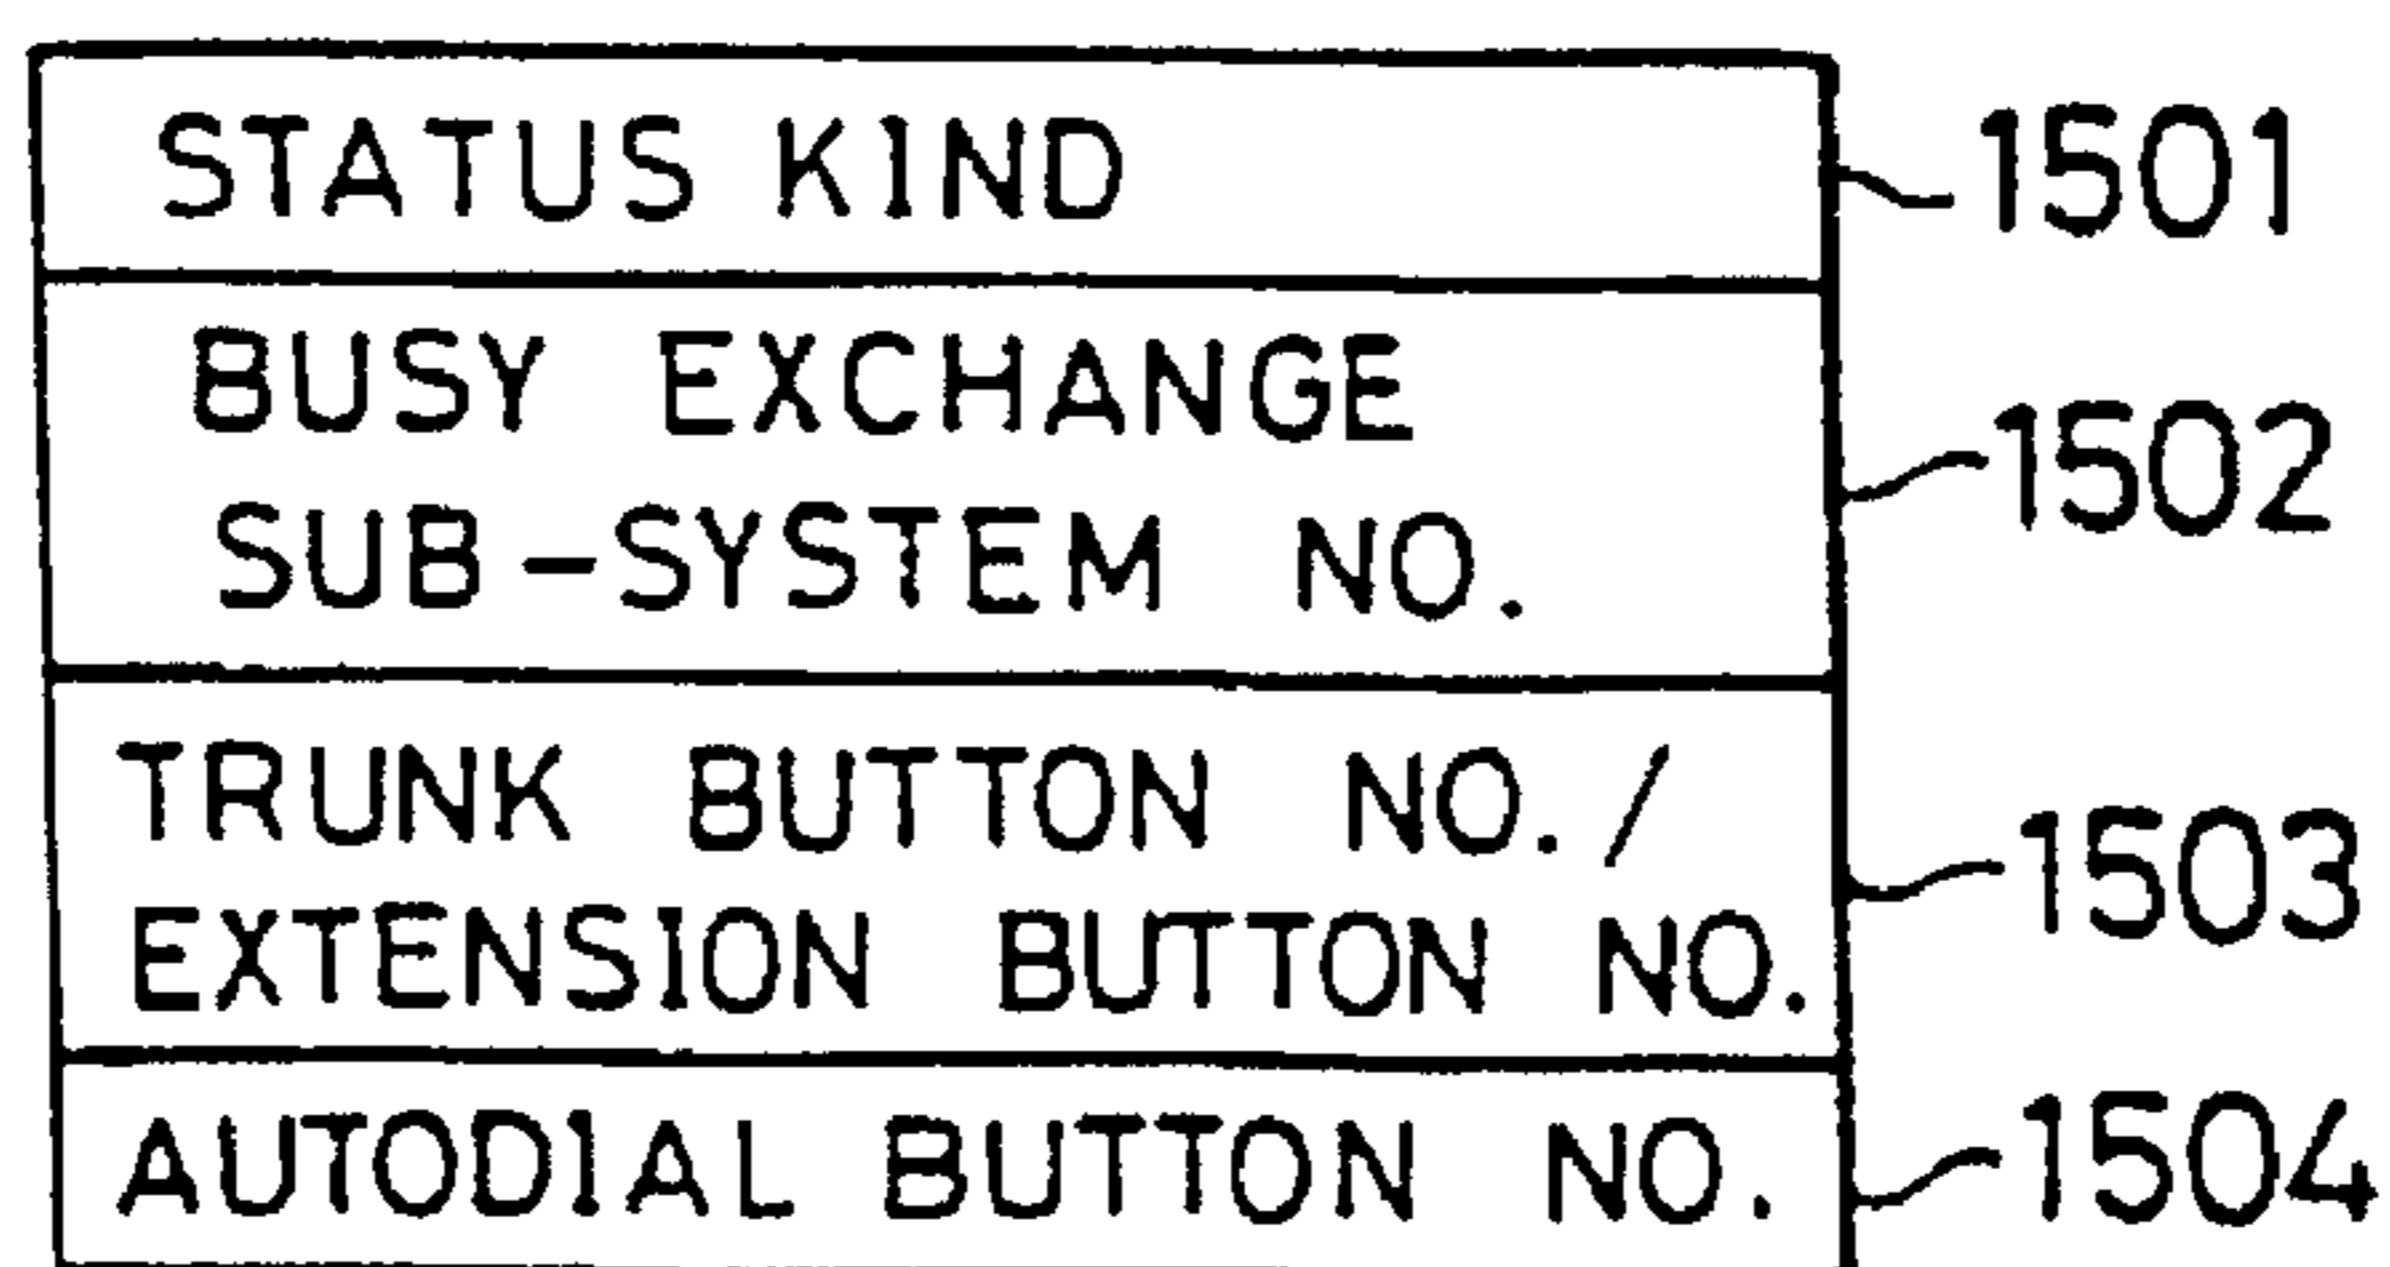 STATUS KIND 1501
BUSY EXCHANGE
SUB-SYSTEM NO. 1502
TRUNK BUTTON NO./
EXTENSION BUTTON NO. 1503
AUTODIAL BUTTON NO. 1504